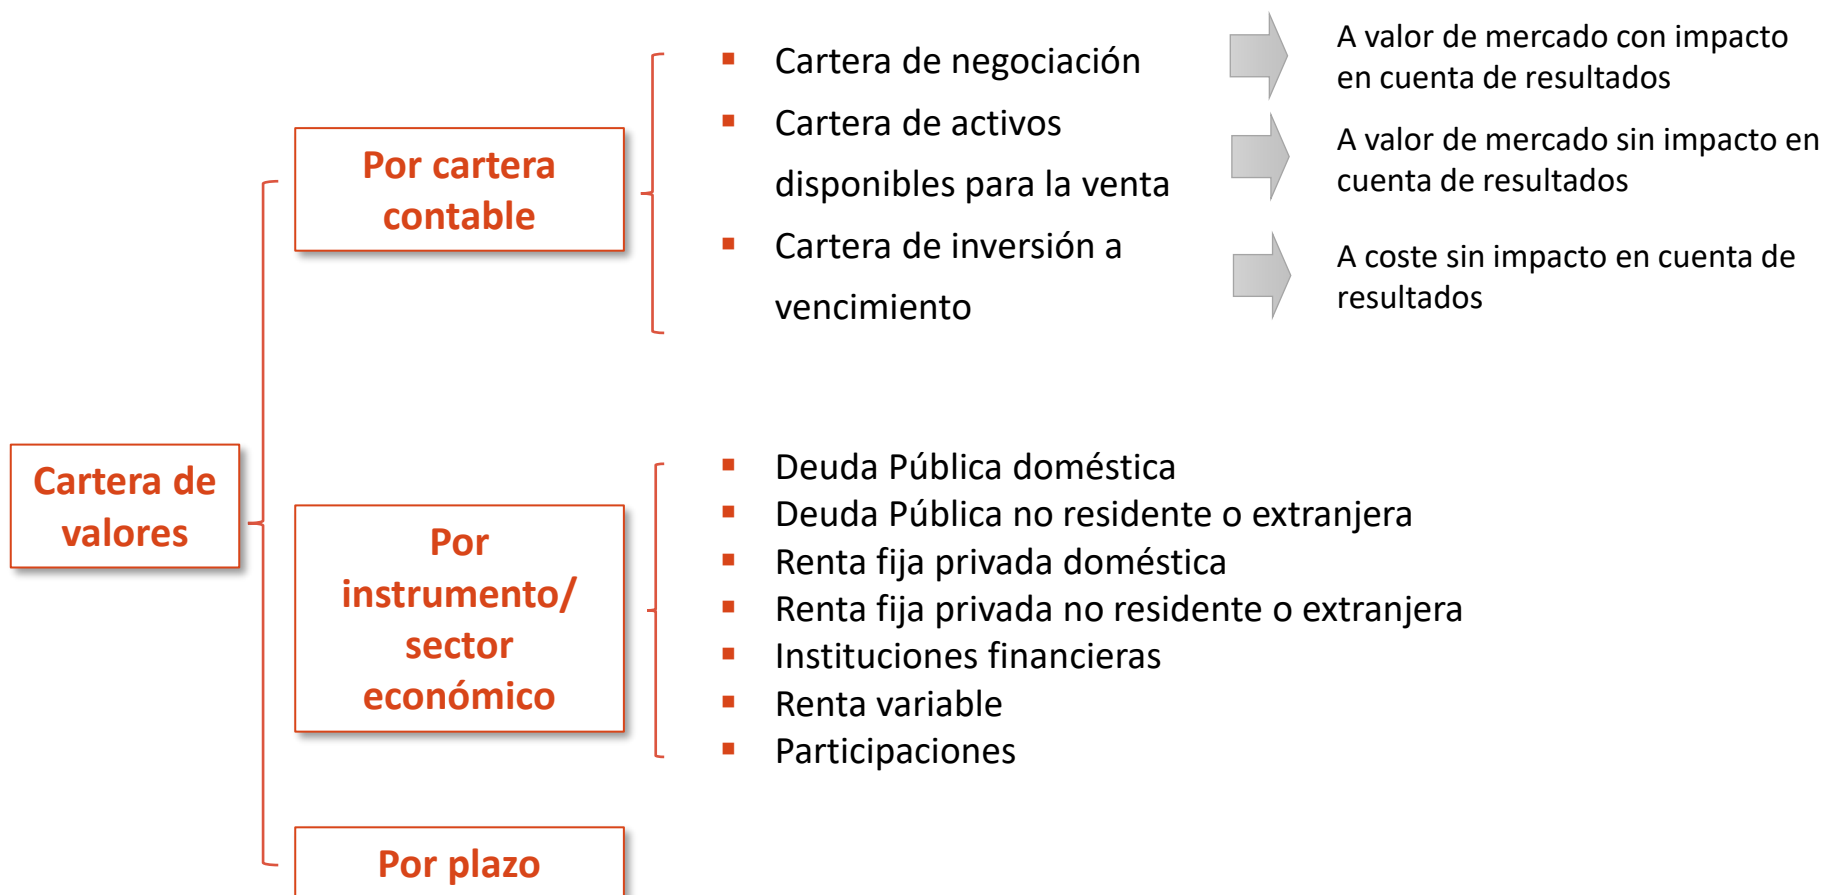 Cartera de
valores
Por cartera
contable
▪ Cartera de negociación
▪ Cartera de activos
disponibles para la venta
▪ Cartera de inversión a
vencimiento
A valor de mercado con impacto
en cuenta de resultados
A valor de mercado sin impacto en
cuenta de resultados
A coste sin impacto en cuenta de
resultados
Por
instrumento/
sector
económico
▪ Deuda Pública doméstica
▪ Deuda Pública no residente o extranjera
▪ Renta fija privada doméstica
▪ Renta fija privada no residente o extranjera
▪ Instituciones financieras
▪ Renta variable
▪ Participaciones
Por plazo